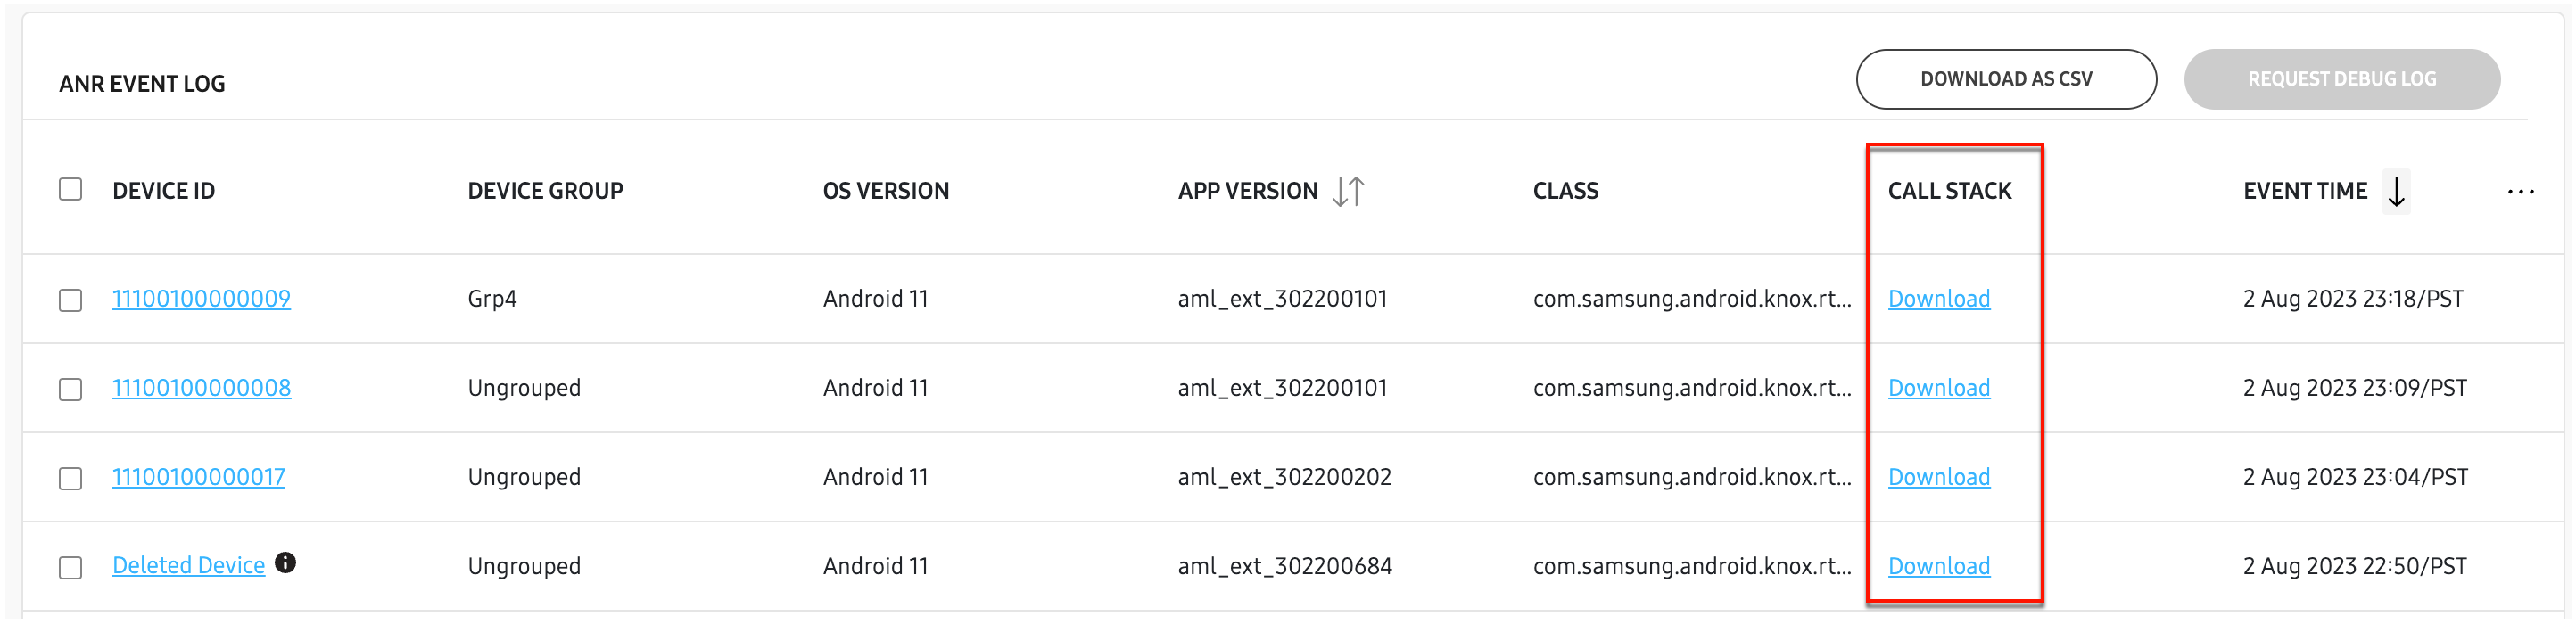 ANR EVENT LOG DOWNLOAD AS CSV REQUEST DEBUG LOG
DEVICE ID DEVICE GROUP OS VERSION APP VERSION CLASS CALL STACK EVENT TIME ...
11100100000009 Grp4 Android 11 aml_ext_302200101 com.samsung.android.knox.rt... Download 2 Aug 2023 23:18/PST
11100100000008 Ungrouped Android 11 aml_ext_302200101 com.samsung.android.knox.rt... Download 2 Aug 2023 23:09/PST
11100100000017 Ungrouped Android 11 aml_ext_302200202 com.samsung.android.knox.rt... Download 2 Aug 2023 23:04/PST
Deleted Device Ungrouped Android 11 aml_ext_302200684 com.samsung.android.knox.rt... Download 2 Aug 2023 22:50/PST